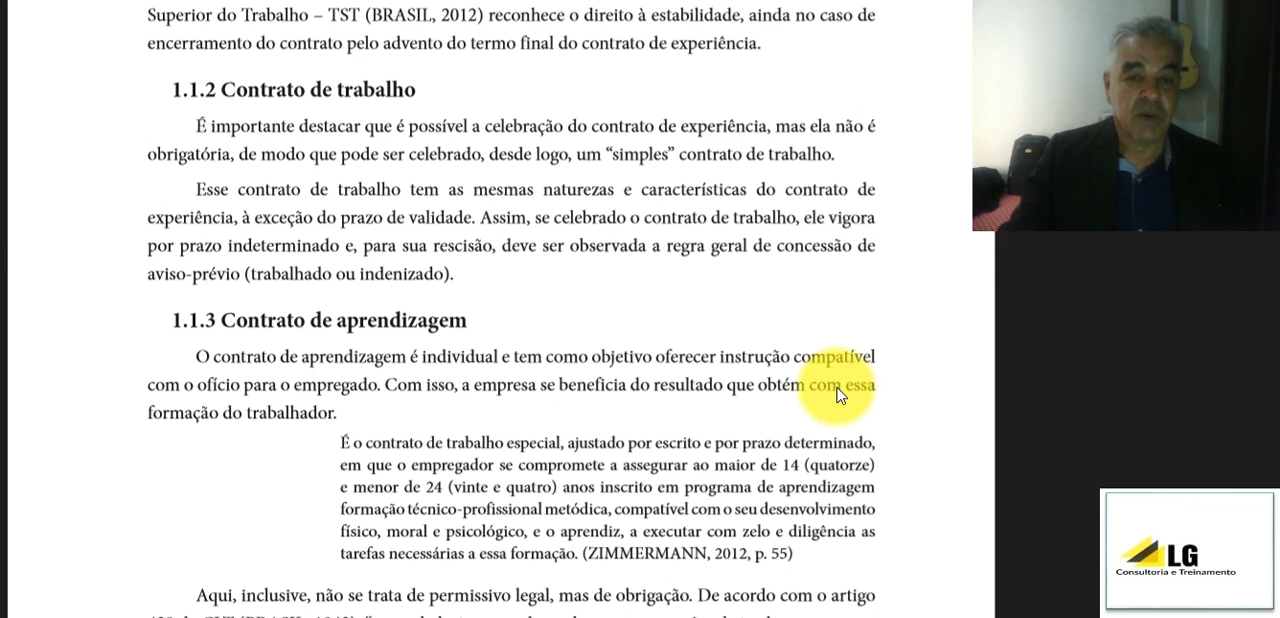 Superior do Trabalho – TST (BRASIL, 2012) reconhece o direito à estabilidade, ainda no caso de
encerramento do contrato pelo advento do termo final do contrato de experiência.
1.1.2 Contrato de trabalho
É importante destacar que é possível a celebração do contrato de experiência, mas ela não é
obrigatória, de modo que pode ser celebrado, desde logo, um “simples” contrato de trabalho.
Esse contrato de trabalho tem as mesmas naturezas e características do contrato de
experiência, à exceção do prazo de validade. Assim, se celebrado o contrato de trabalho, ele vigora
por prazo indeterminado e, para sua rescisão, deve ser observada a regra geral de concessão de
aviso-prévio (trabalhado ou indenizado).
1.1.3 Contrato de aprendizagem
O contrato de aprendizagem é individual e tem como objetivo oferecer instrução compatível
com o ofício para o empregado. Com isso, a empresa se beneficia do resultado que obtém com essa
formação do trabalhador.
É o contrato de trabalho especial, ajustado por escrito e por prazo determinado,
em que o empregador se compromete a assegurar ao maior de 14 (quatorze)
e menor de 24 (vinte e quatro) anos inscrito em programa de aprendizagem
formação técnico-profissional metódica, compatível com o seu desenvolvimento
físico, moral e psicológico, e o aprendiz, a executar com zelo e diligência as
tarefas necessárias a essa formação. (ZIMMERMANN, 2012, p. 55)
Aqui, inclusive, não se trata de permissivo legal, mas de obrigação. De acordo com o artigo
LG
Consultoria e Treinamento